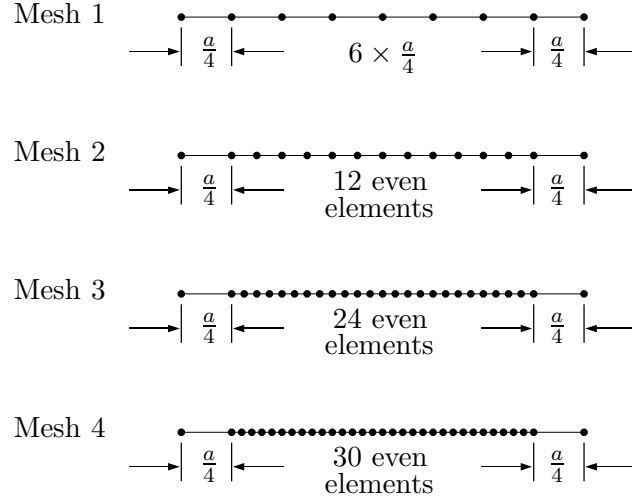 Mesh 1
a/4 6 × a/4 a/4
Mesh 2
a/4 12 even a/4
elements
Mesh 3
a/4 24 even a/4
elements
Mesh 4
a/4 30 even a/4
elements